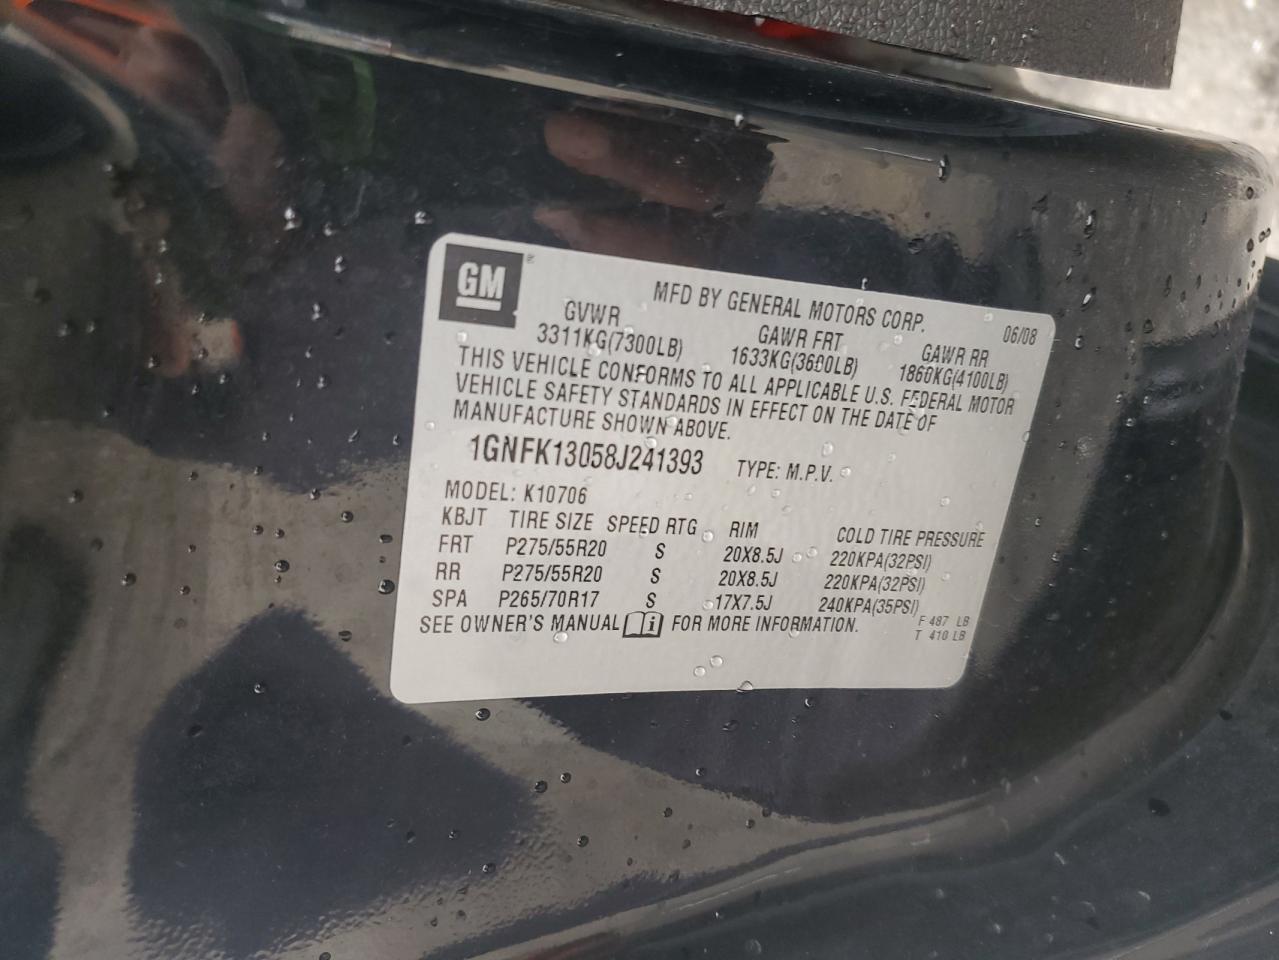 GM ®
MFD BY GENERAL MOTORS CORP. 06/08
GVWR GAWR FRT GAWR RR
3311KG(7300LB) 1633KG(3600LB) 1860KG(4100LB)
THIS VEHICLE CONFORMS TO ALL APPLICABLE U.S. FEDERAL MOTOR
VEHICLE SAFETY STANDARDS IN EFFECT ON THE DATE OF
MANUFACTURE SHOWN ABOVE.
1GNFK13058J241393 TYPE: M.P.V.
MODEL: K10706
KBJT TIRE SIZE SPEED RTG RIM COLD TIRE PRESSURE
FRT P275/55R20 S 20X8.5J 220KPA(32PSI)
RR P275/55R20 S 20X8.5J 220KPA(32PSI)
SPA P265/70R17 S 17X7.5J 240KPA(35PSI)
SEE OWNER'S MANUAL i FOR MORE INFORMATION.
F 487 LB
T 410 LB